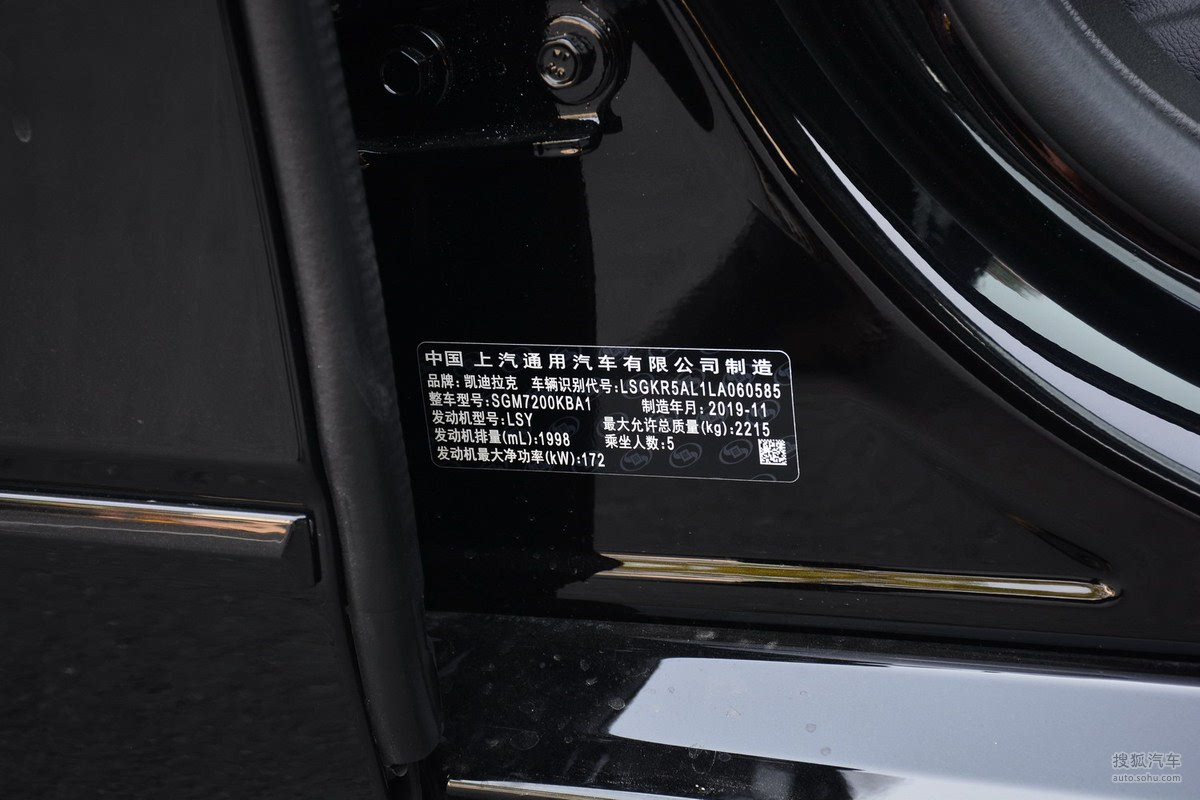 中国 上汽通用汽车有限公司制造
品牌: 凯迪拉克 车辆识别代号:LSGKR5AL1LA060585
整车型号:SGM7200KBA1 制造年月:2019-11
发动机型号:LSY 最大允许总质量(kg):2215
发动机排量(mL):1998 乘坐人数:5
发动机最大净功率(kW):172
搜狐汽车
auto.sohu.com